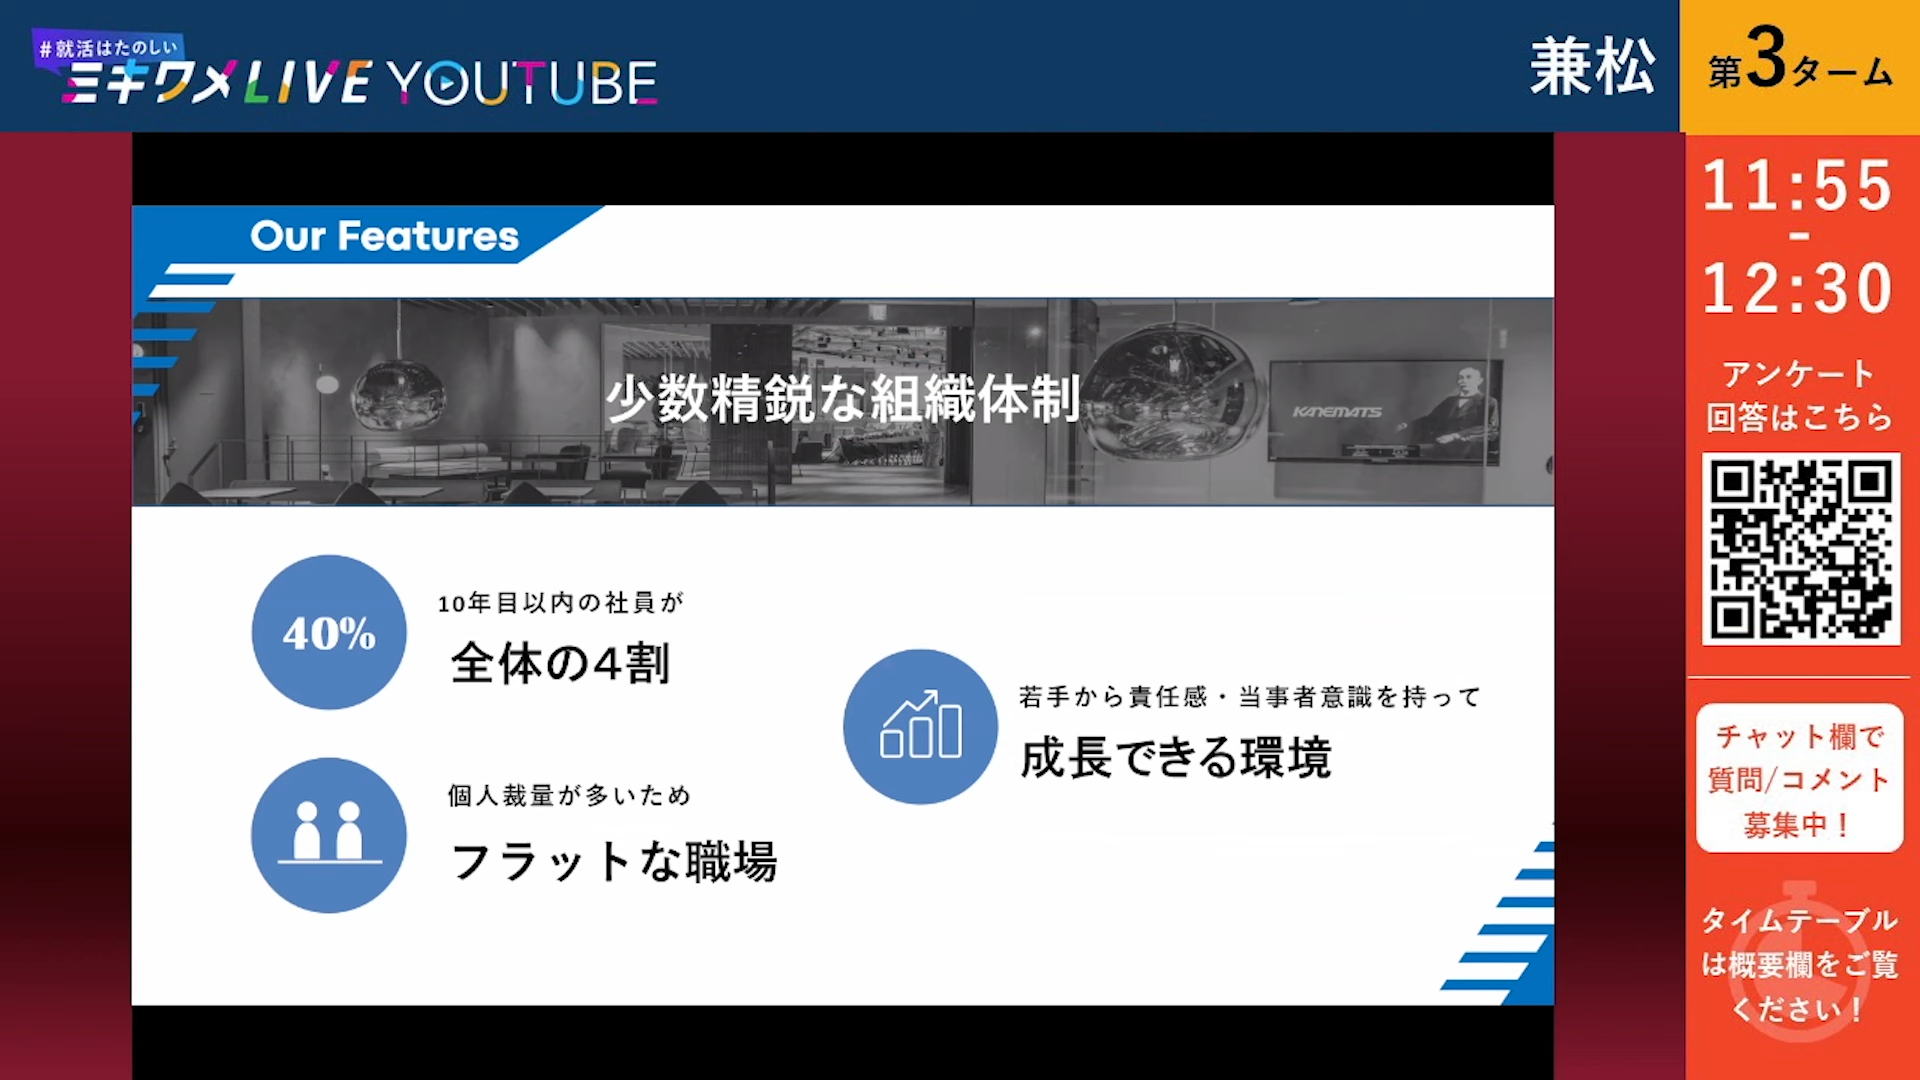 #就活はたのしい
ミキワメLIVE YOUTUBE
兼松
第3ターム
11:55
-
12:30
アンケート
回答はこちら
チャット欄で
質問/コメント
募集中！
タイムテーブル
は概要欄をご覧
ください！
Our Features
少数精鋭な組織体制
KANEMATS
40%
10年目以内の社員が
全体の4割
個人裁量が多いため
フラットな職場
若手から責任感・当事者意識を持って
成長できる環境